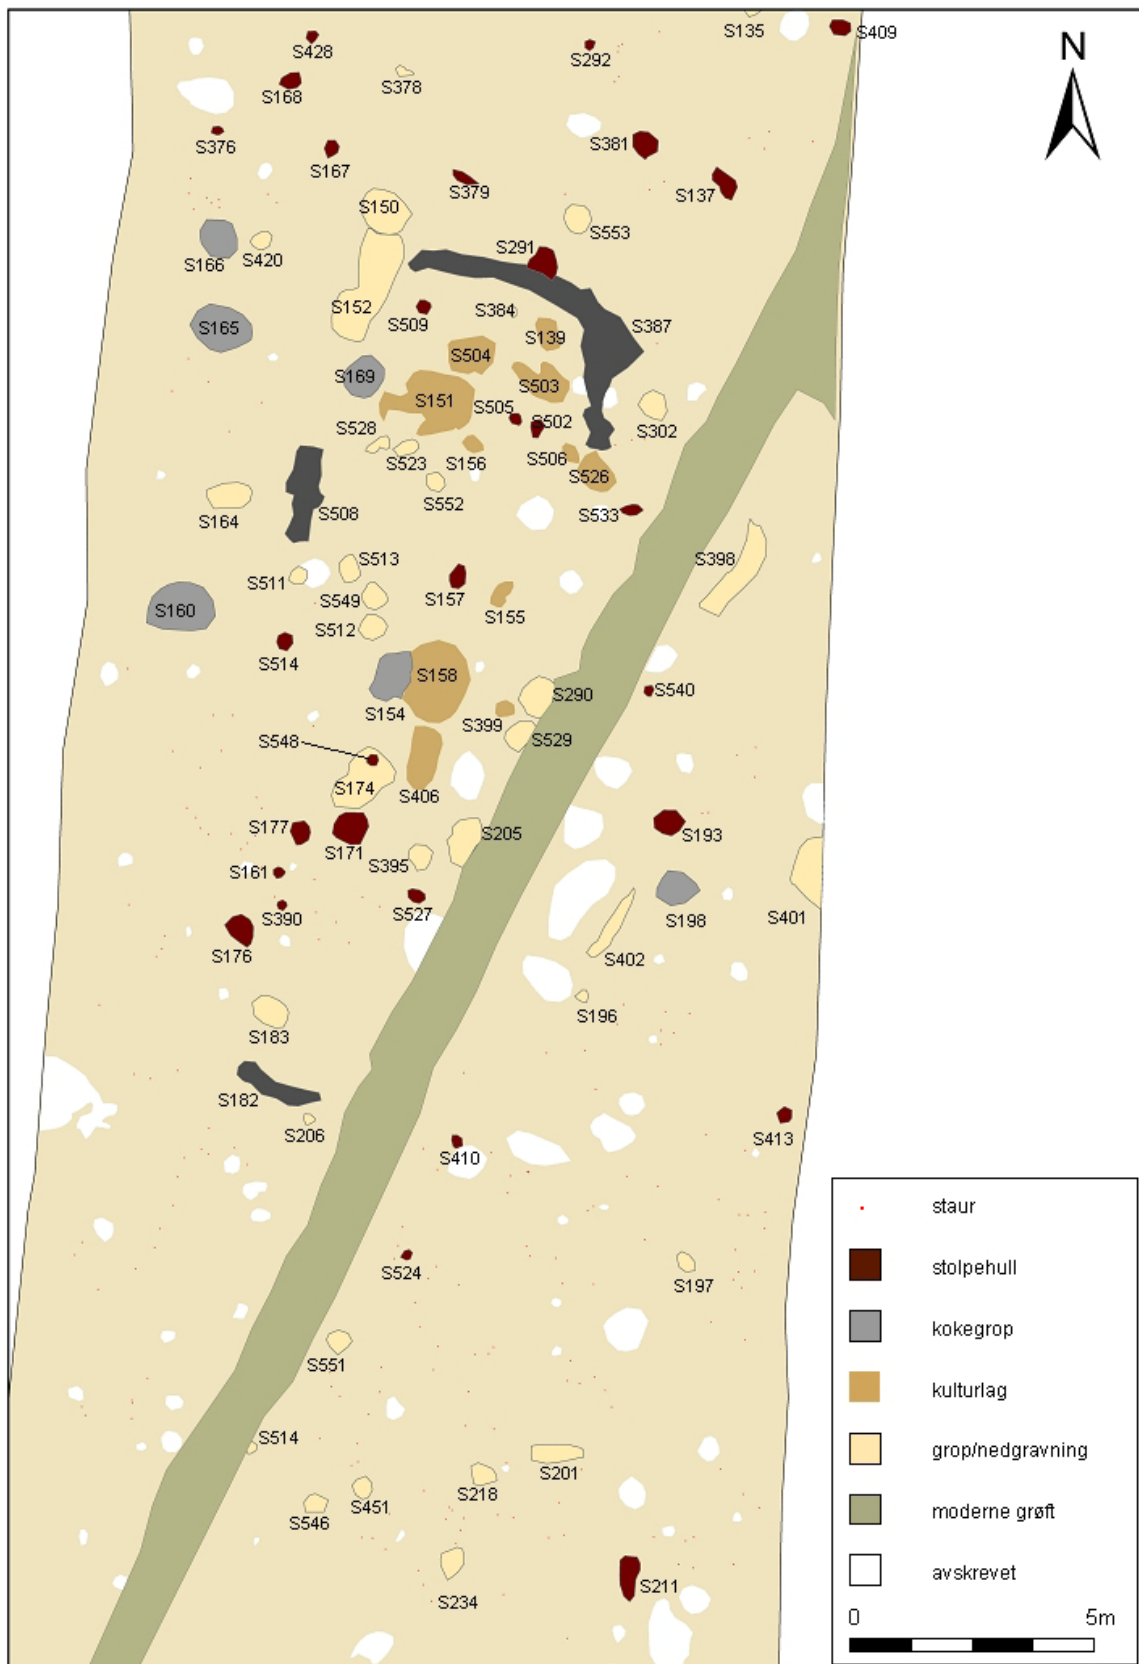 S135
S409
S428
S292
N
S378
S168
S376
S381
S167
S379
S137
S150
S553
S291
S166
S420
S152
S384
S509
S387
S165
S139
S504
S169
S503
S151
S505
S502
S302
S528
S523
S156
S506
S526
S552
S508
S164
S533
S398
S513
S511
S549
S157
S155
S160
S512
S514
S158
S290
S540
S154
S399
S548
S529
S174
S406
S177
S171
S205
S193
S395
S161
S390
S527
S198
S401
S176
S402
S196
S183
S182
S206
S410
S413
staur
S524
stolpehull
S197
kokegrop
S551
kulturlag
S514
grop/nedgravning
S201
S218
S451
S546
moderne grøft
avskrevet
S211
S234
0 5m